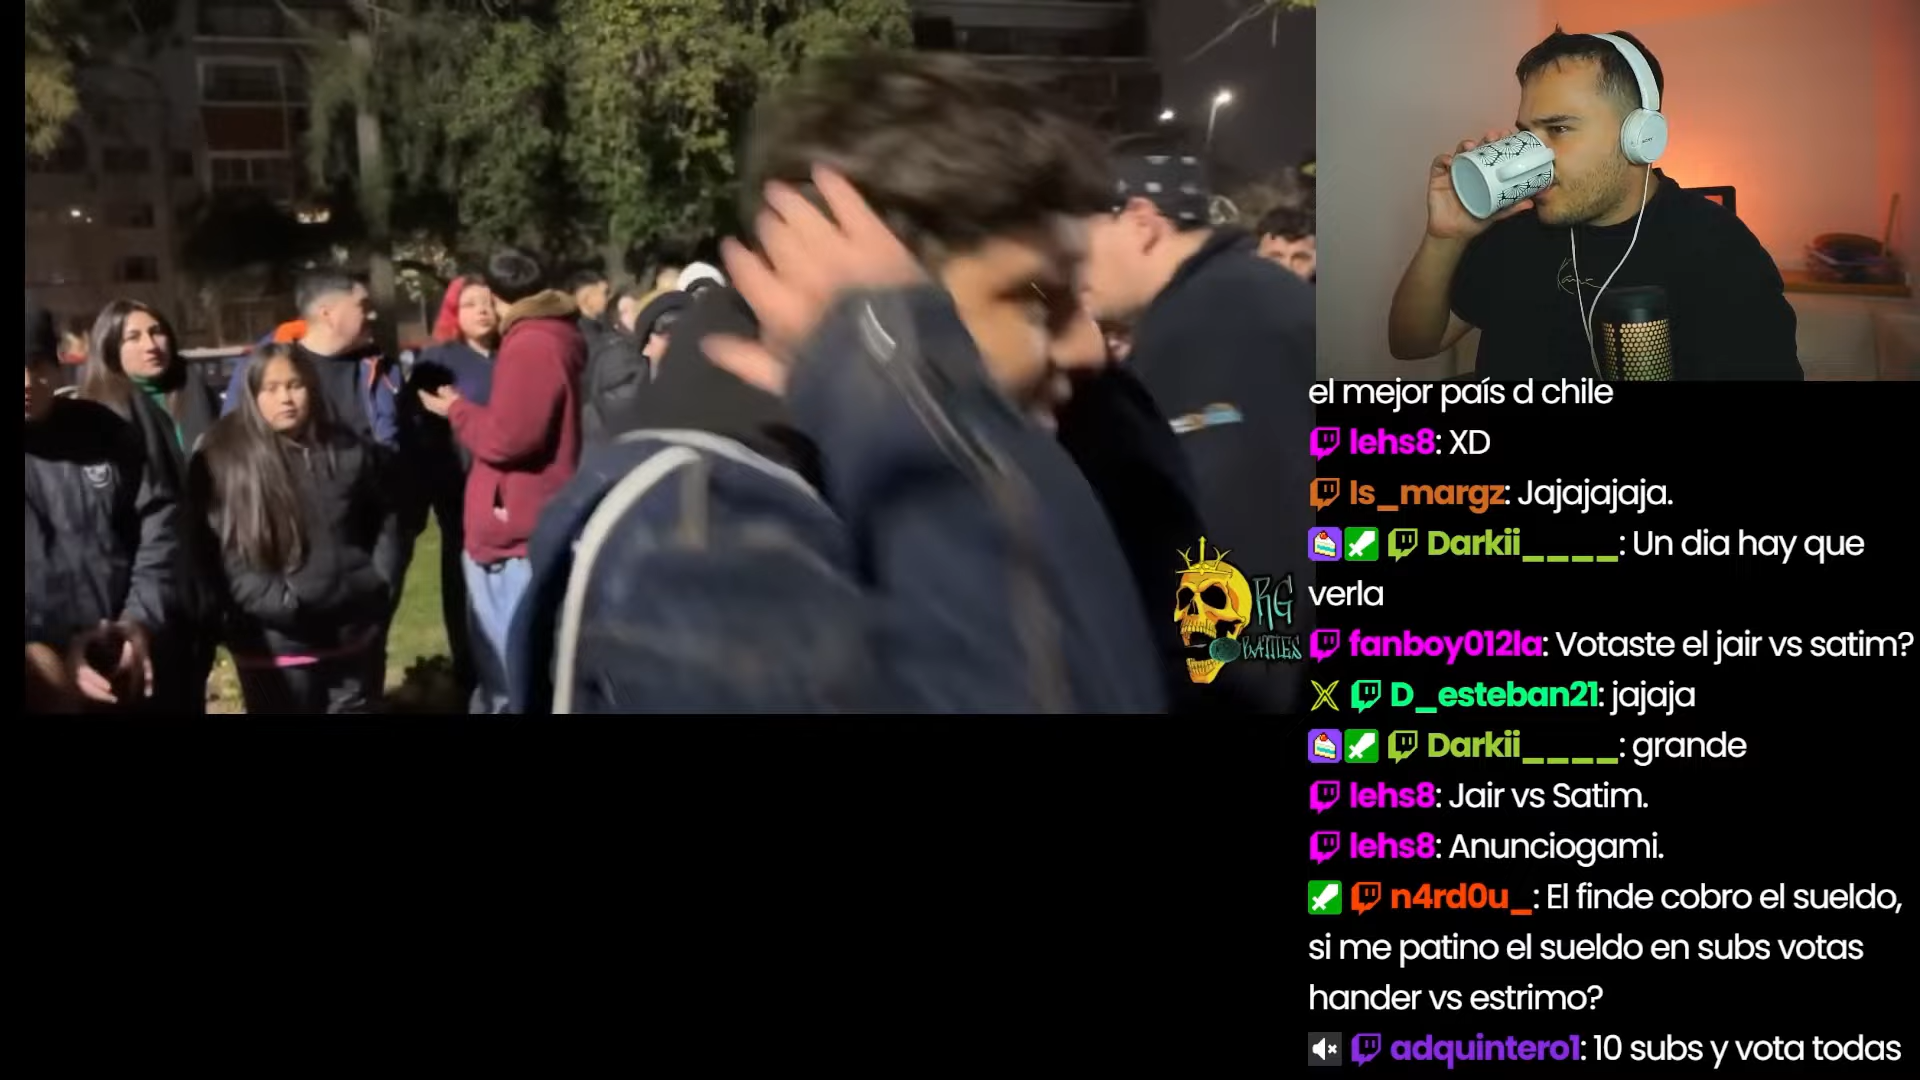 RG
BATTLES
el mejor país d chile
lehs8: XD
ls_margz: Jajajajaja.
Darkii____: Un dia hay que
verla
fanboy012la: Votaste el jair vs satim?
D_esteban21: jajaja
Darkii____: grande
lehs8: Jair vs Satim.
lehs8: Anunciogami.
n4rd0u_: El finde cobro el sueldo,
si me patino el sueldo en subs votas
hander vs estrimo?
adquintero1: 10 subs y vota todas